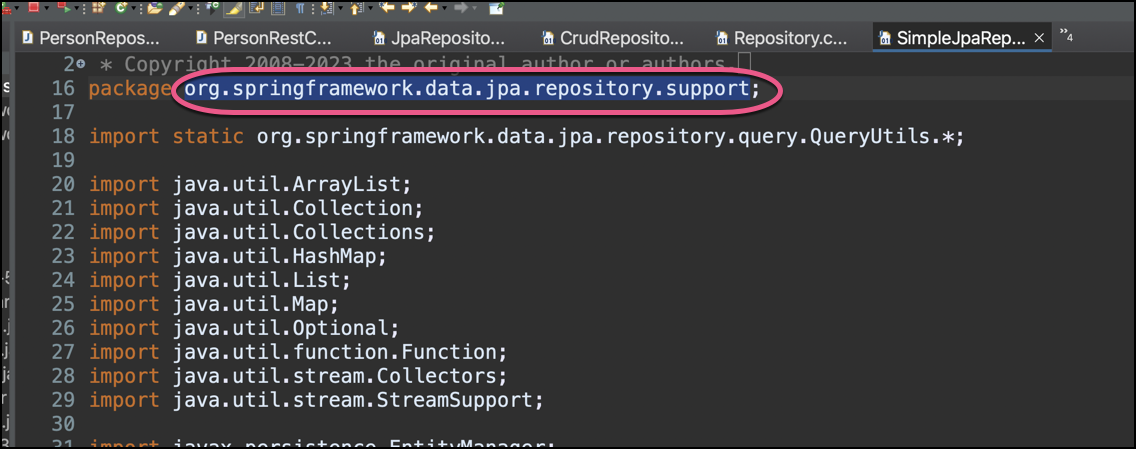 PersonRepos... PersonRestC... JpaReposito... CrudReposito... Repository.c... SimpleJpaRep... × »4
2 * Copyright 2008-2023 the original author or authors.
16 package org.springframework.data.jpa.repository.support;
17
18 import static org.springframework.data.jpa.repository.query.QueryUtils.*;
19
20 import java.util.ArrayList;
21 import java.util.Collection;
22 import java.util.Collections;
23 import java.util.HashMap;
24 import java.util.List;
25 import java.util.Map;
26 import java.util.Optional;
27 import java.util.function.Function;
28 import java.util.stream.Collectors;
29 import java.util.stream.StreamSupport;
30
31 import javax.persistence.EntityManager;